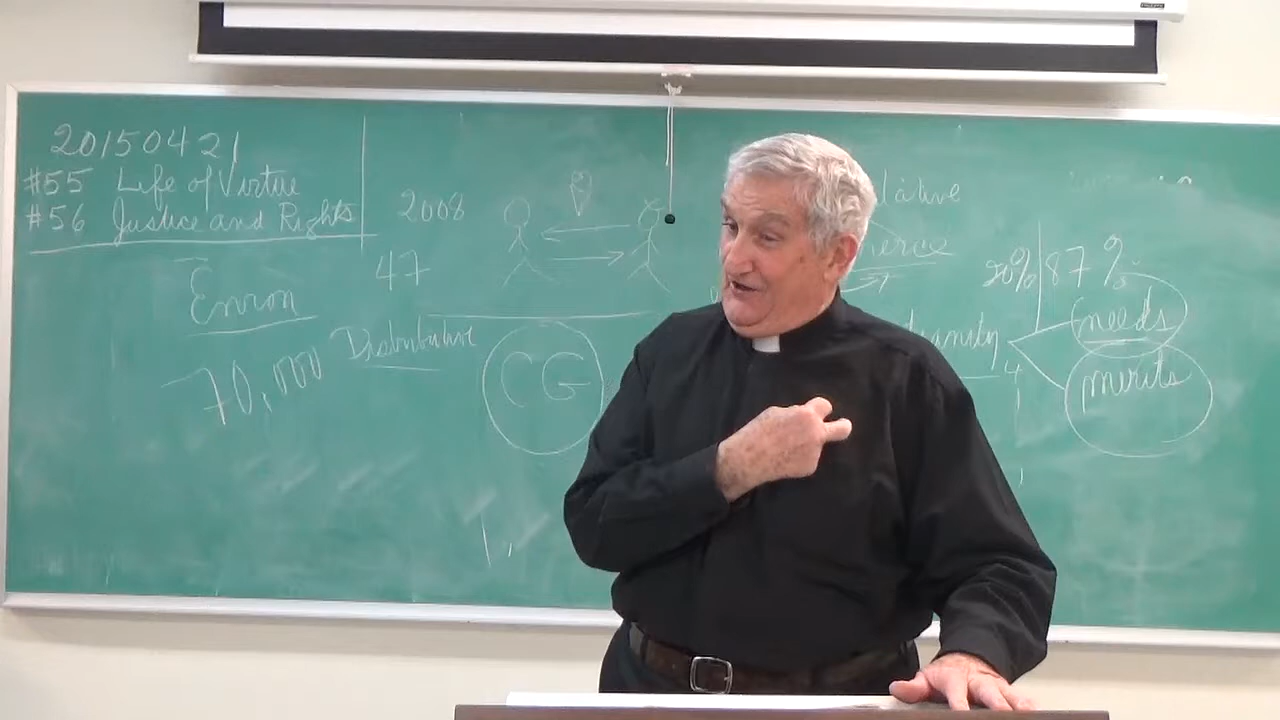 20150421
#55 Life of Virtue
#56 Justice and Rights
2008
47
Enron
70,000
Distributive
CG
20% 87%
needs
merits